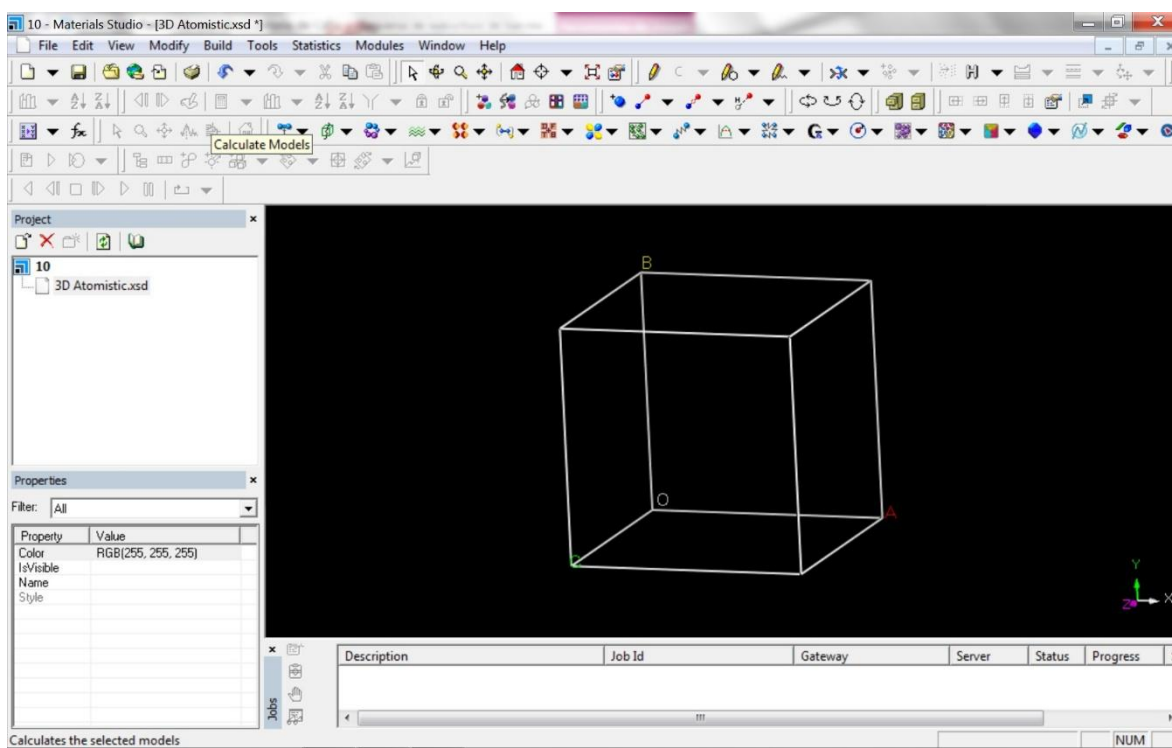 10 - Materials Studio - [3D Atomistic.xsd *]
File Edit View Modify Build Tools Statistics Modules Window Help
Calculate Models
Project
10
3D Atomistic.xsd
B
O
A
C
Y
Z X
Properties
Filter: All
Property Value
Color RGB(255, 255, 255)
IsVisible
Name
Style
Jobs
Description Job Id Gateway Server Status Progress
Calculates the selected models
NUM